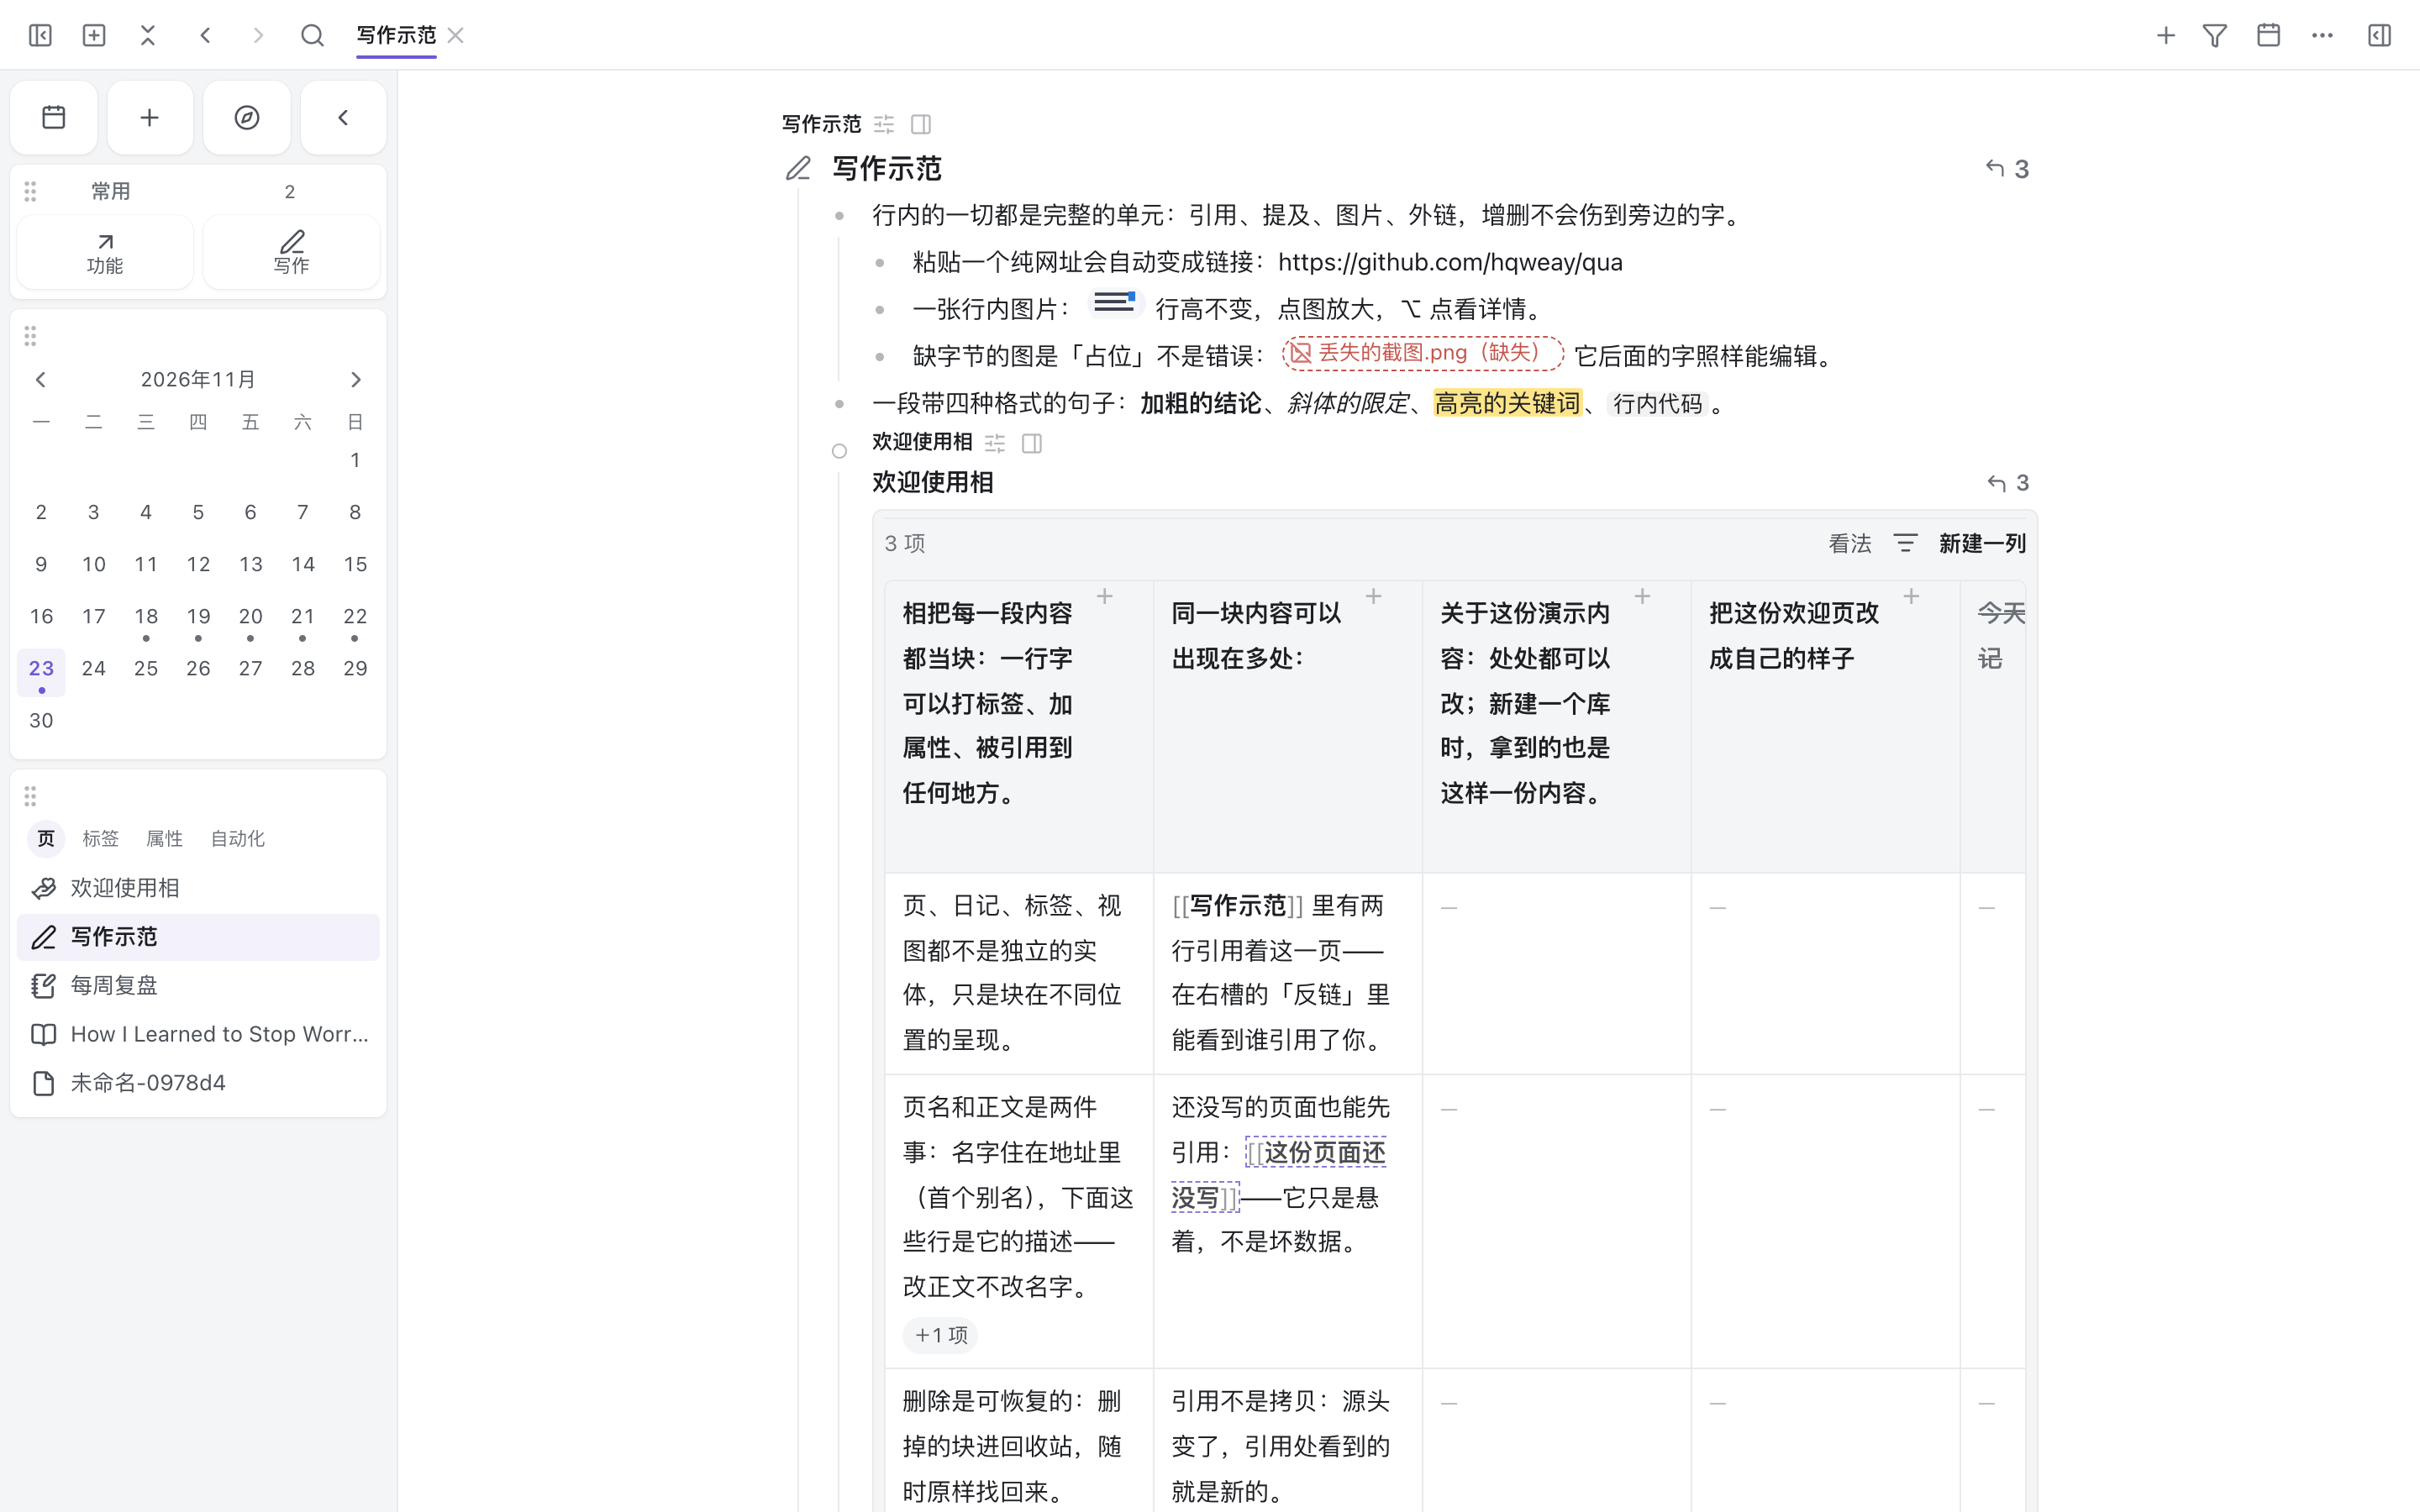 写作示范
常用
2
功能
写作
2026年11月
一 二 三 四 五 六 日
1
2 3 4 5 6 7 8
9 10 11 12 13 14 15
16 17 18 19 20 21 22
23 24 25 26 27 28 29
30
页 标签 属性 自动化
欢迎使用相
写作示范
每周复盘
How I Learned to Stop Worr...
未命名-0978d4
写作示范
写作示范
3
行内的一切都是完整的单元：引用、提及、图片、外链，增删不会伤到旁边的字。
粘贴一个纯网址会自动变成链接：https://github.com/hqweay/qua
一张行内图片： 行高不变，点图放大，⌥ 点看详情。
缺字节的图是「占位」不是错误： 丢失的截图.png（缺失） 它后面的字照样能编辑。
一段带四种格式的句子：加粗的结论、斜体的限定、高亮的关键词、行内代码。
欢迎使用相
欢迎使用相
3
3 项
看法 新建一列
相把每一段内容
都当块：一行字
可以打标签、加
属性、被引用到
任何地方。
同一块内容可以
出现在多处：
关于这份演示内
容：处处都可以
改；新建一个库
时，拿到的也是
这样一份内容。
把这份欢迎页改
成自己的样子
今天
记
页、日记、标签、视
图都不是独立的实
体，只是块在不同位
置的呈现。
[[写作示范]] 里有两
行引用着这一页——
在右槽的「反链」里
能看到谁引用了你。
—
—
—
页名和正文是两件
事：名字住在地址里
（首个别名），下面这
些行是它的描述——
改正文不改名字。
+1 项
还没写的页面也能先
引用：[[这份页面还
没写]]——它只是悬
着，不是坏数据。
—
—
—
删除是可恢复的：删
掉的块进回收站，随
时原样找回来。
引用不是拷贝：源头
变了，引用处看到的
就是新的。
—
—
—